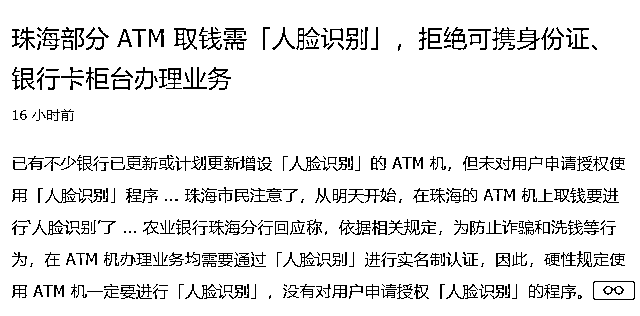 珠海部分 ATM 取钱需「人脸识别」，拒绝可携身份证、
银行卡柜台办理业务
16 小时前
已有不少银行已更新或计划更新增设「人脸识别」的 ATM 机，但未对用户申请授权使
用「人脸识别」程序 ... 珠海市民注意了，从明天开始，在珠海的 ATM 机上取钱要进
行‘人脸识别’了 ... 农业银行珠海分行回应称，依据相关规定，为防止诈骗和洗钱等行
为，在 ATM 机办理业务均需要通过「人脸识别」进行实名制认证，因此，硬性规定使
用 ATM 机一定要进行「人脸识别」，没有对用户申请授权「人脸识别」的程序。